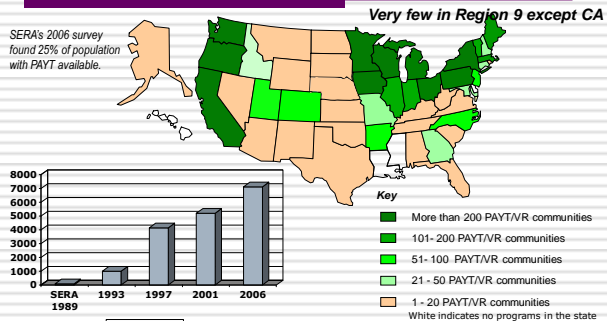 Very few in Region 9 except CA
SERA's 2006 survey
found 25% of population
with PAYT available.
8000
7000
6000
5000
4000
3000
2000
1000
0
SERA 1993 1997 2001 2006
1989
Key
More than 200 PAYT/VR communities
101- 200 PAYT/VR communities
51- 100 PAYT/VR communities
21 - 50 PAYT/VR communities
1 - 20 PAYT/VR communities
White indicates no programs in the state